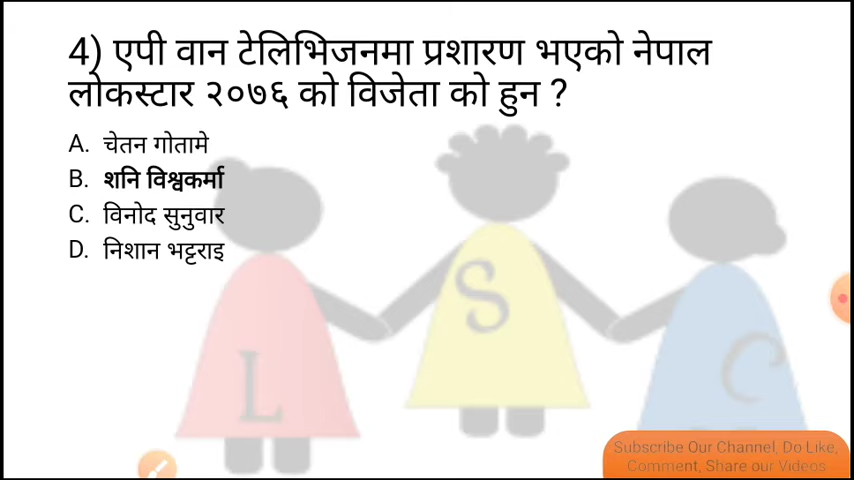 4) एपी वान टेलिभिजनमा प्रशारण भएको नेपाल
लोकस्टार २०७६ को विजेता को हुन ?
A. चेतन गोतामे
B. शनि विश्वकर्मा
C. विनोद सुनुवार
D. निशान भट्टराइ
L
S
C
Subscribe Our Channel, Do Like,
Comment, Share our Videos